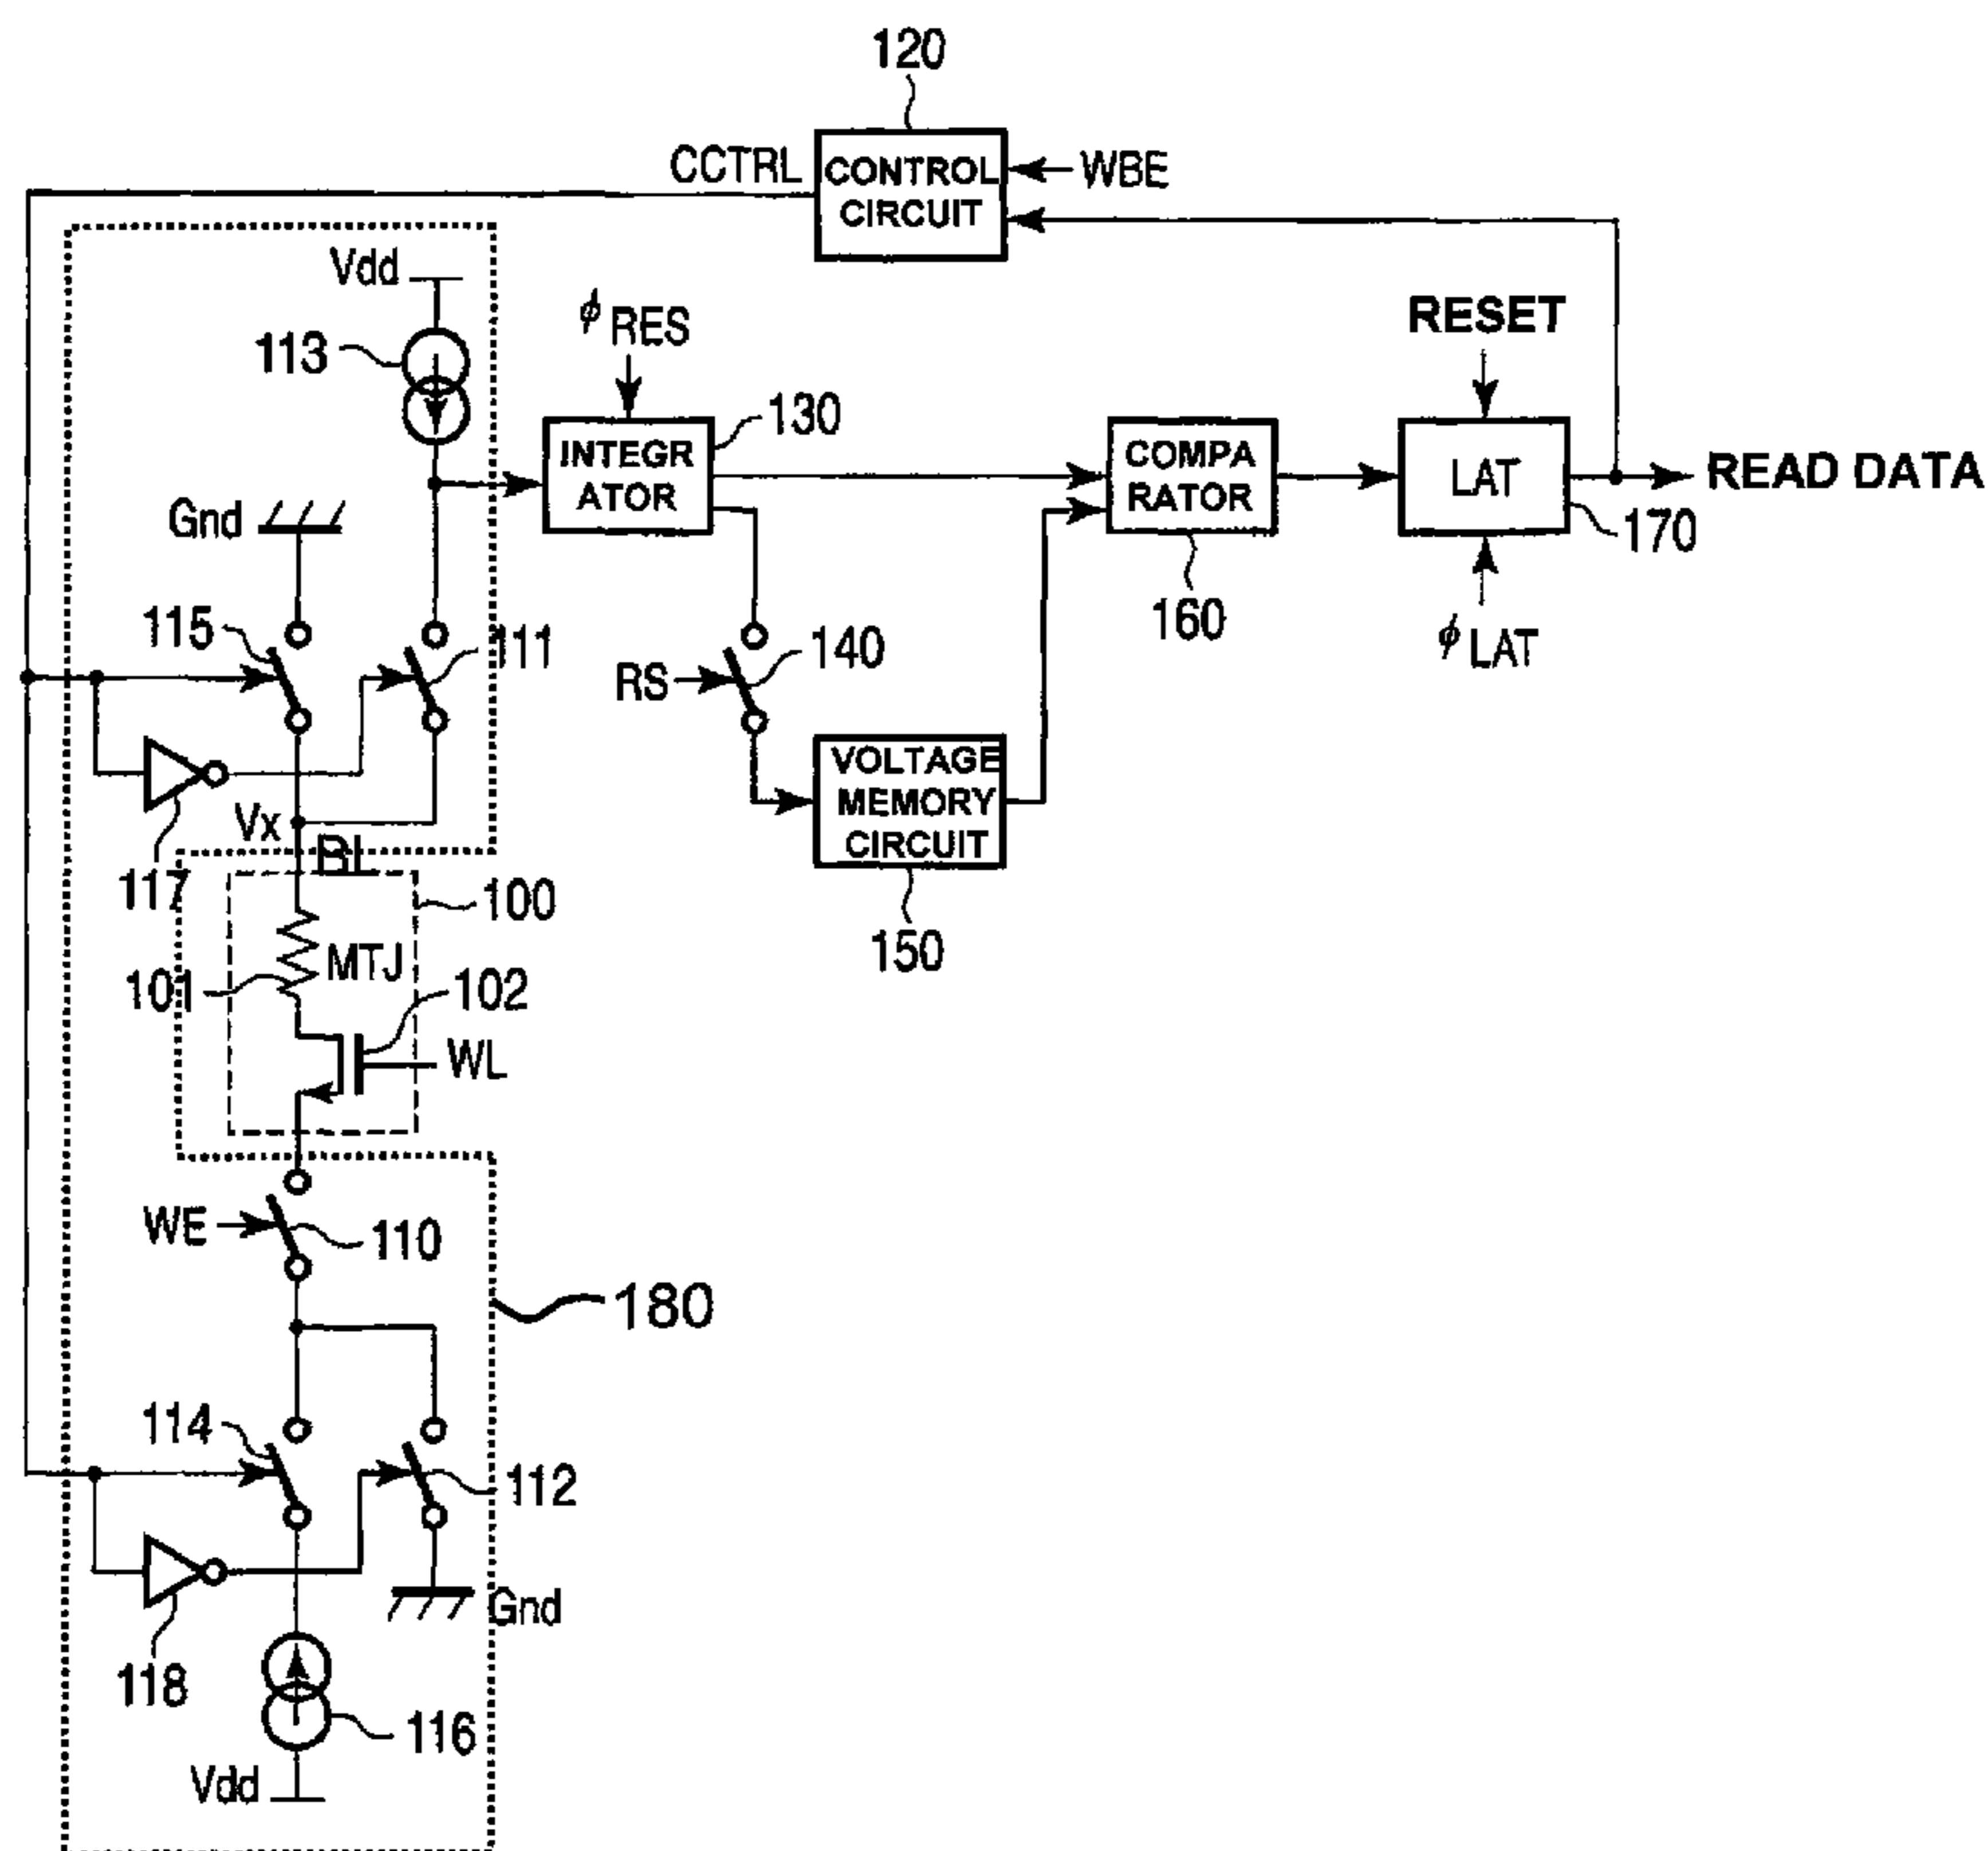 120
CCTRL
CONTROL
CIRCUIT
WBE
Vdd
113
ϕRES
RESET
130
INTEGR
ATOR
COMPA
RATOR
LAT
READ DATA
Gnd
170
160
ϕLAT
115
111
RS
140
VOLTAGE
MEMORY
CIRCUIT
Vx
BL
117
100
150
MTJ
101
102
WL
WE
110
180
114
112
Gnd
118
116
Vdd